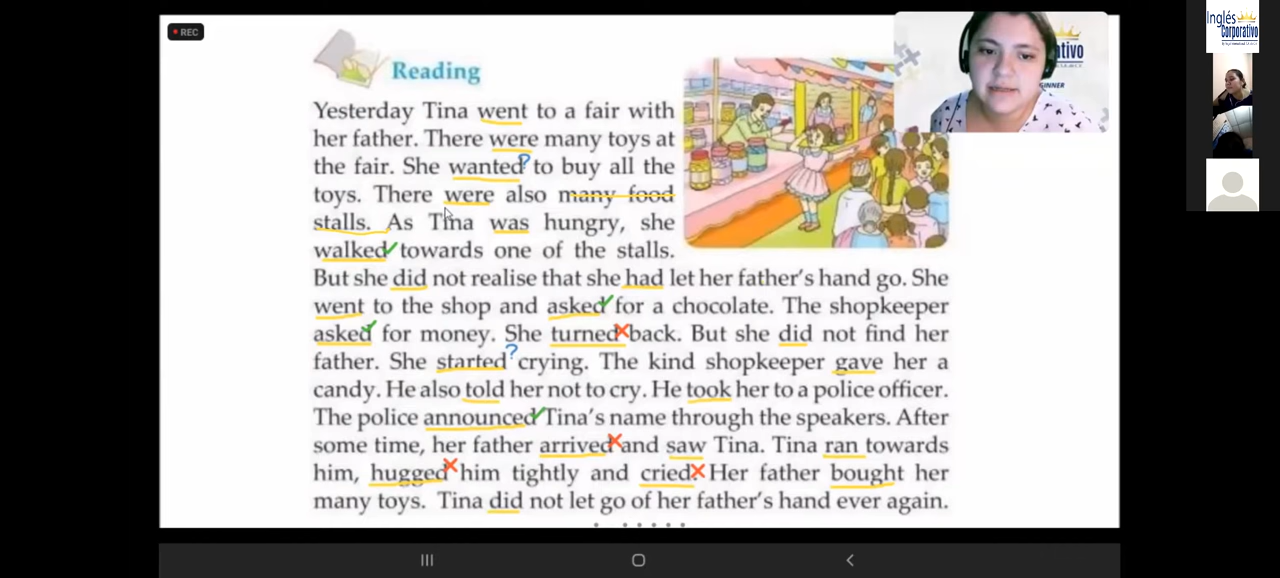 REC
Reading
Yesterday Tina went to a fair with
her father. There were many toys at
the fair. She wanted? to buy all the
toys. There were also many food
stalls. As Tina was hungry, she
walked✓ towards one of the stalls.
But she did not realise that she had let her father's hand go. She
went to the shop and asked✓ for a chocolate. The shopkeeper
asked✓ for money. She turned✗ back. But she did not find her
father. She started? crying. The kind shopkeeper gave her a
candy. He also told her not to cry. He took her to a police officer.
The police announced✓ Tina's name through the speakers. After
some time, her father arrived✗ and saw Tina. Tina ran towards
him, hugged✗ him tightly and cried✗ Her father bought her
many toys. Tina did not let go of her father's hand ever again.
Inglés
Corporativo